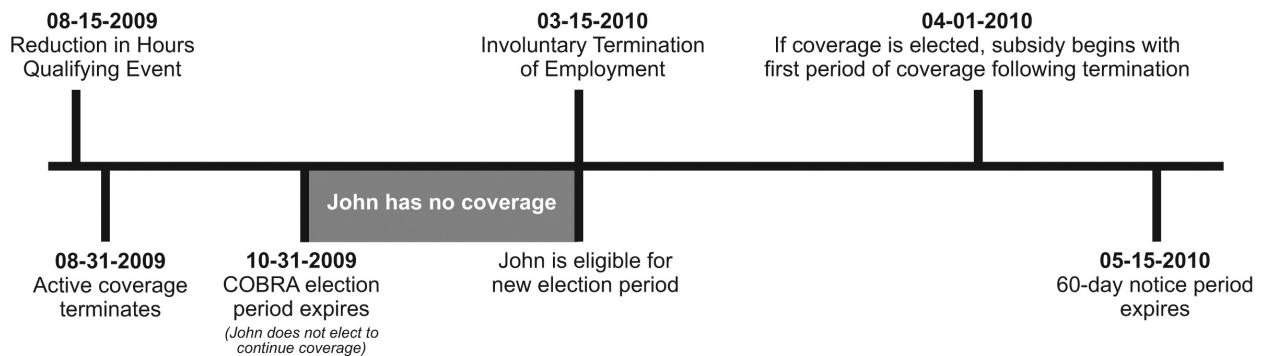 08-15-2009
Reduction in Hours
Qualifying Event
03-15-2010
Involuntary Termination
of Employment
04-01-2010
If coverage is elected, subsidy begins with
first period of coverage following termination
John has no coverage
08-31-2009
Active coverage
terminates
10-31-2009
COBRA election
period expires
(John does not elect to
continue coverage)
John is eligible for
new election period
05-15-2010
60-day notice period
expires